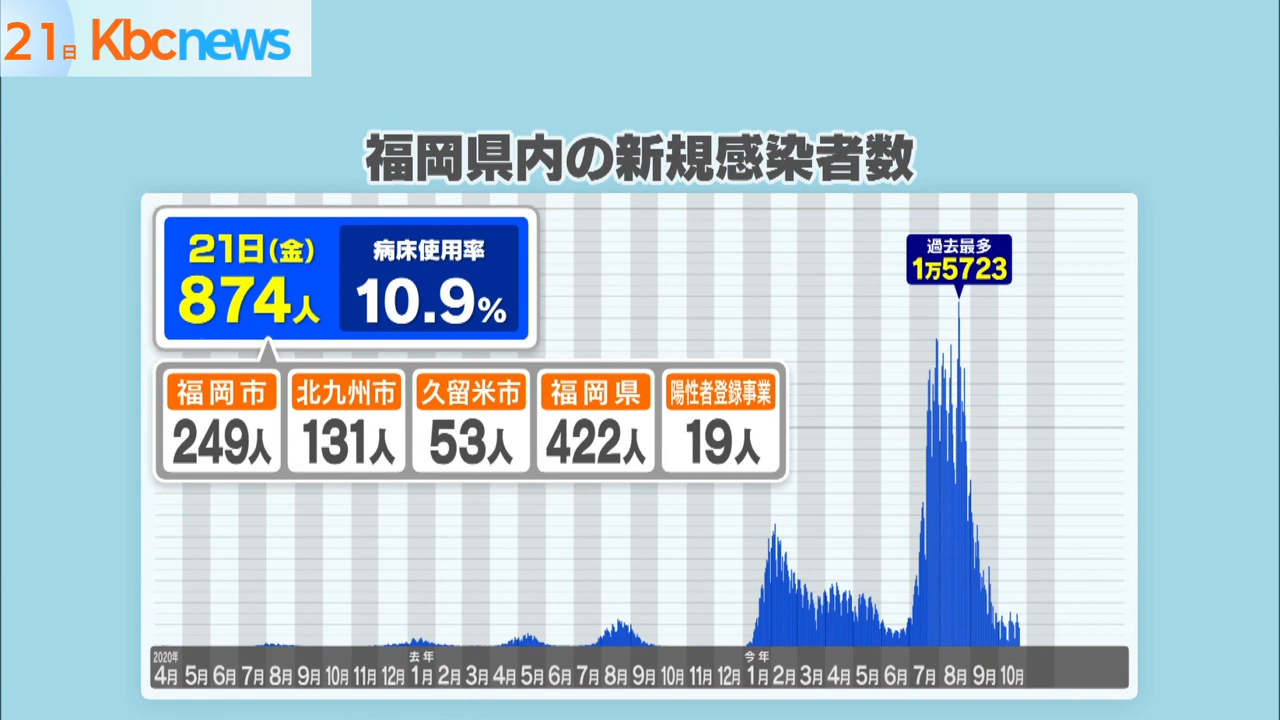 21日 Kbcnews
福岡県内の新規感染者数
21日(金)
874人
病床使用率
10.9%
過去最多
1万5723
福岡市
249人
北九州市
131人
久留米市
53人
福岡県
422人
陽性者登録事業
19人
2020年 去年 今年
4月 5月 6月 7月 8月 9月 10月 11月 12月 1月 2月 3月 4月 5月 6月 7月 8月 9月 10月 11月 12月 1月 2月 3月 4月 5月 6月 7月 8月 9月 10月